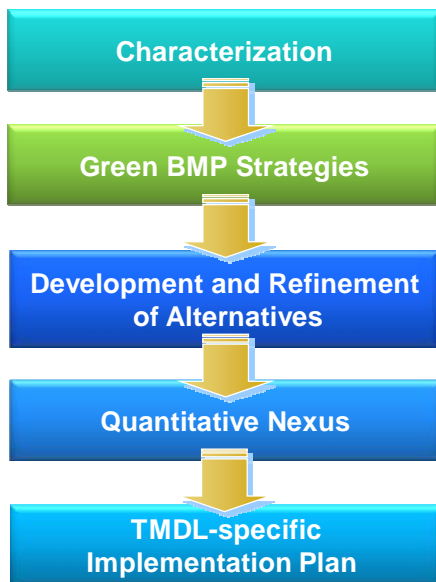 Characterization
Green BMP Strategies
Development and Refinement
of Alternatives
Quantitative Nexus
TMDL-specific
Implementation Plan